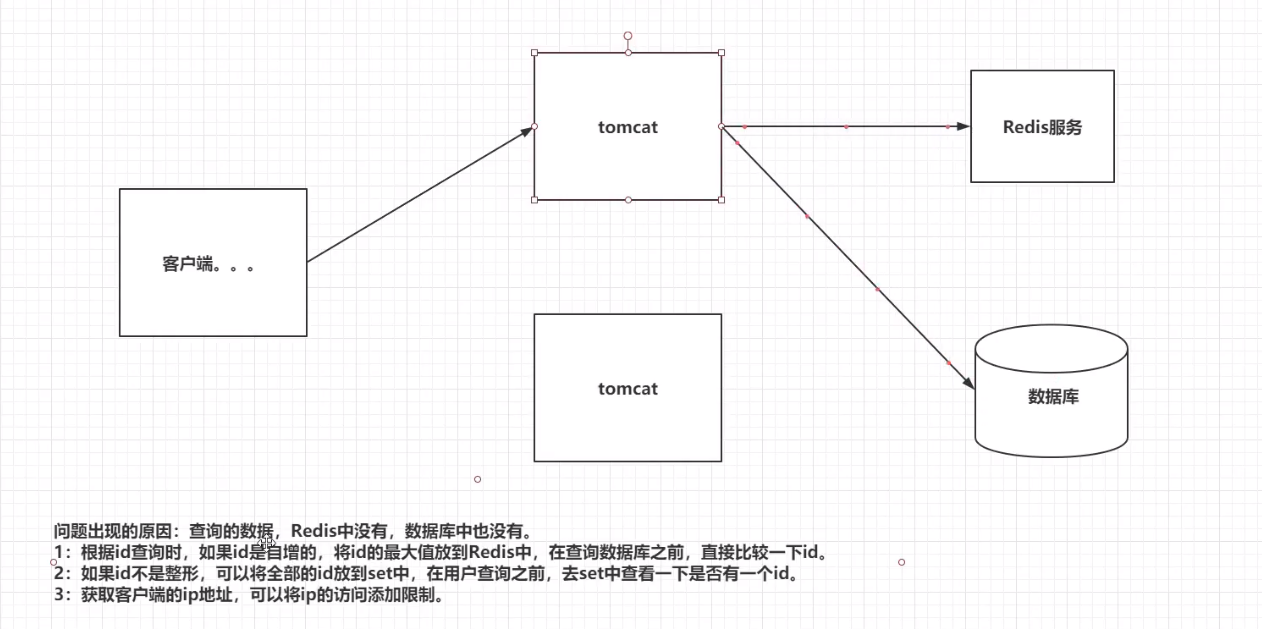 tomcat
Redis服务
客户端。。。
tomcat
数据库
问题出现的原因：查询的数据，Redis中没有，数据库中也没有。
1：根据id查询时，如果id是自增的，将id的最大值放到Redis中，在查询数据库之前，直接比较一下id。
2：如果id不是整形，可以将全部的id放到set中，在用户查询之前，去set中查看一下是否有一个id。
3：获取客户端的ip地址，可以将ip的访问添加限制。